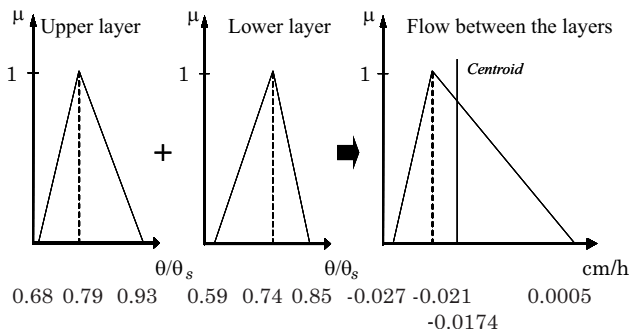 μ Upper layer μ Lower layer μ Flow between the layers
1 1 1 Centroid
+
θ/θs θ/θs cm/h
0.68 0.79 0.93 0.59 0.74 0.85 -0.027 -0.021 0.0005
-0.0174